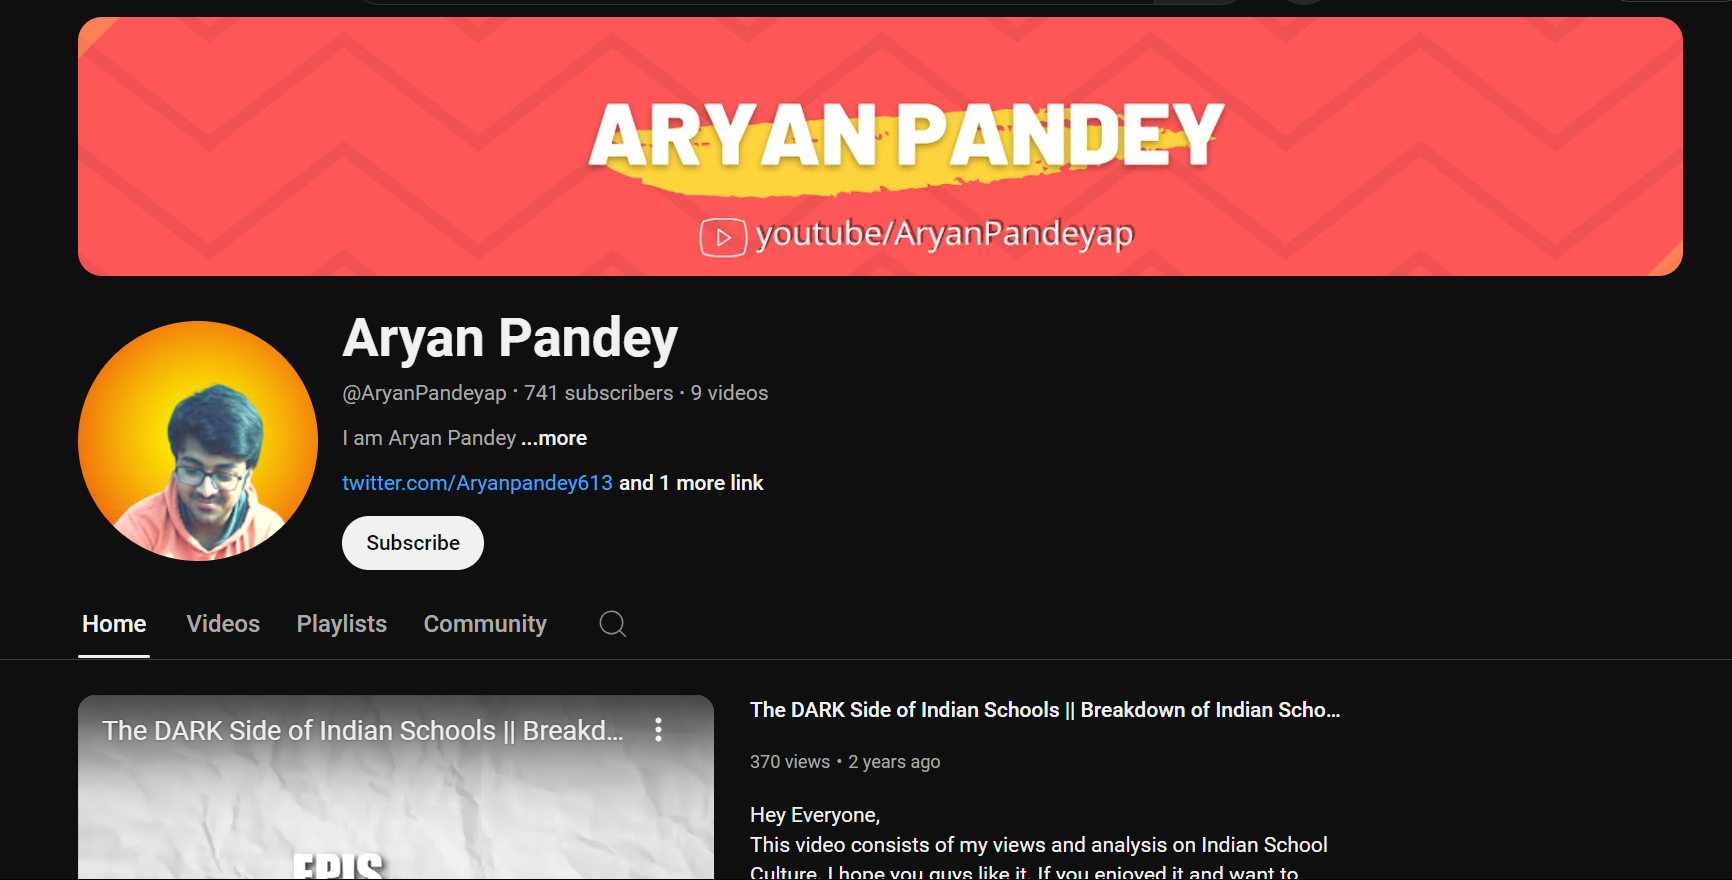 ARYAN PANDEY
youtube/AryanPandeyap
Aryan Pandey
@AryanPandeyap • 741 subscribers • 9 videos
I am Aryan Pandey ...more
twitter.com/Aryanpandey613 and 1 more link
Subscribe
Home Videos Playlists Community
The DARK Side of Indian Schools || Breakd...
EPIS
The DARK Side of Indian Schools || Breakdown of Indian Scho...
370 views • 2 years ago
Hey Everyone,
This video consists of my views and analysis on Indian School
Culture. I hope you guys like it. If you enjoyed it and want to